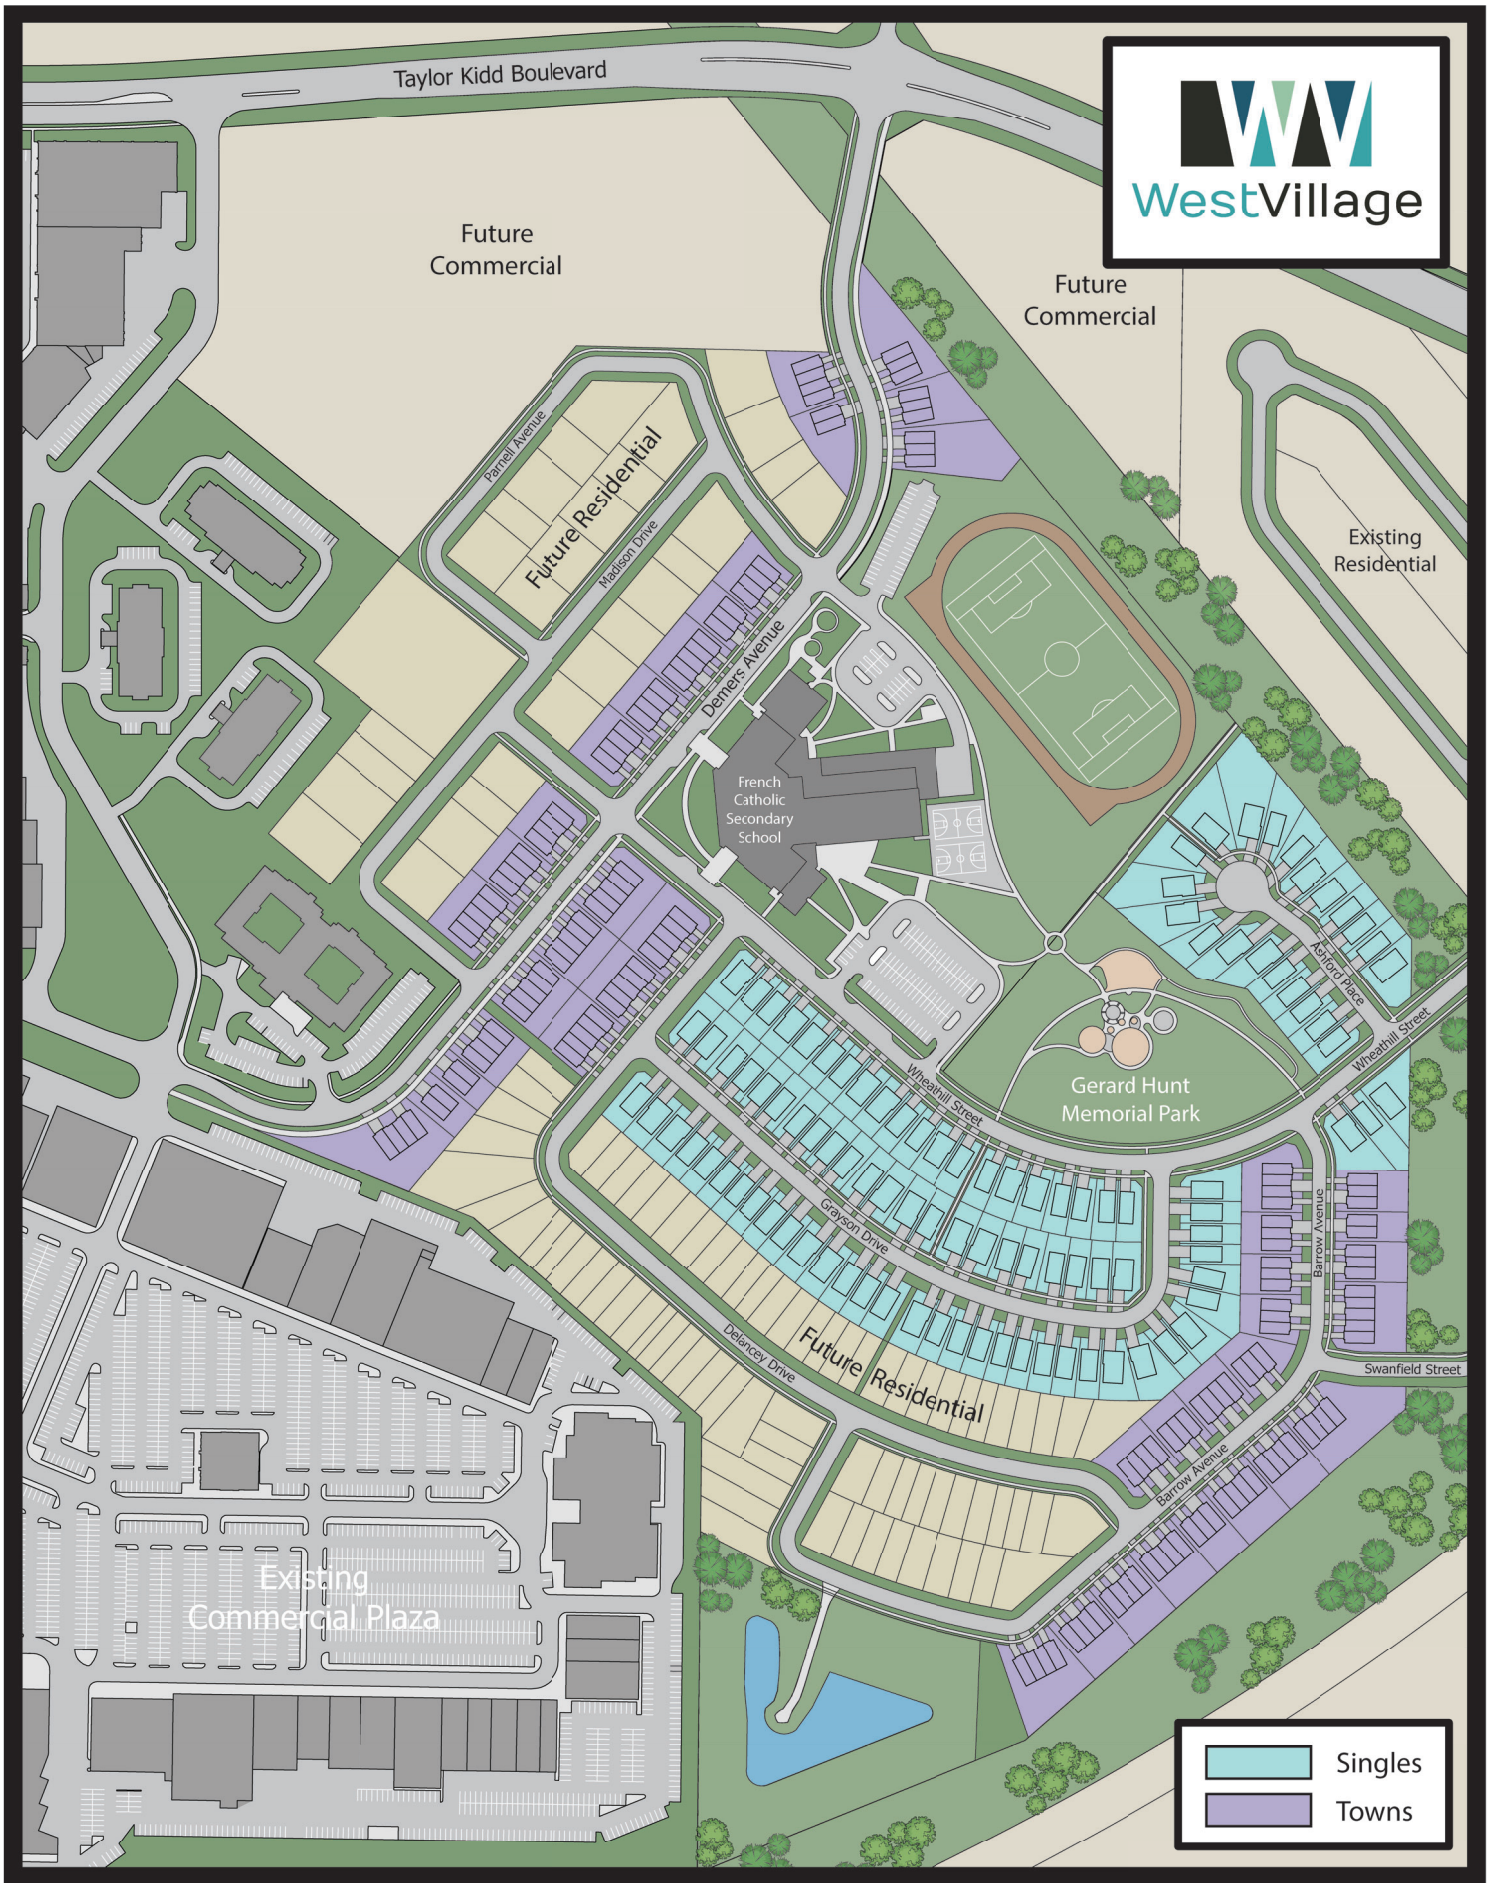 Taylor Kidd Boulevard
WV
WestVillage
Future
Commercial
Future
Commercial
Parnell Avenue
Future Residential
Madison Drive
Existing
Residential
Demers Avenue
French
Catholic
Secondary
School
Ashford Place
Wheathill Street
Wheathill Street
Gerard Hunt
Memorial Park
Grayson Drive
Barrow Avenue
Delancey Drive
Future Residential
Swanfield Street
Barrow Avenue
Existing
Commercial Plaza
Singles
Towns